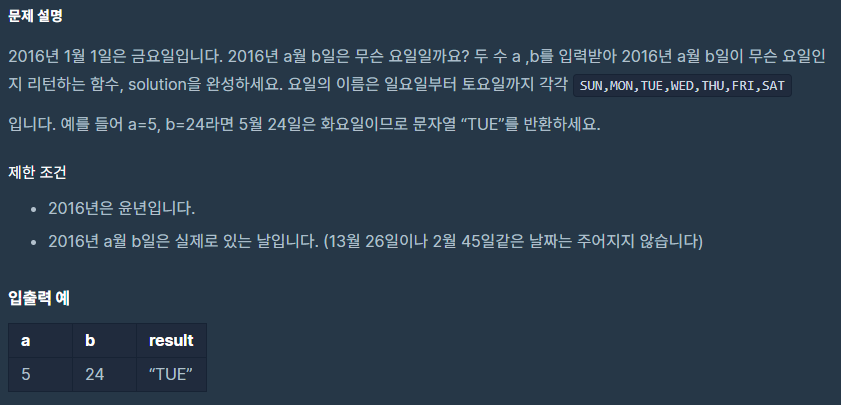 문제 설명
2016년 1월 1일은 금요일입니다. 2016년 a월 b일은 무슨 요일일까요? 두 수 a ,b를 입력받아 2016년 a월 b일이 무슨 요일인
지 리턴하는 함수, solution을 완성하세요. 요일의 이름은 일요일부터 토요일까지 각각 SUN,MON,TUE,WED,THU,FRI,SAT
입니다. 예를 들어 a=5, b=24라면 5월 24일은 화요일이므로 문자열 “TUE”를 반환하세요.
제한 조건
• 2016년은 윤년입니다.
• 2016년 a월 b일은 실제로 있는 날입니다. (13월 26일이나 2월 45일같은 날짜는 주어지지 않습니다)
입출력 예
a b result
5 24 “TUE”